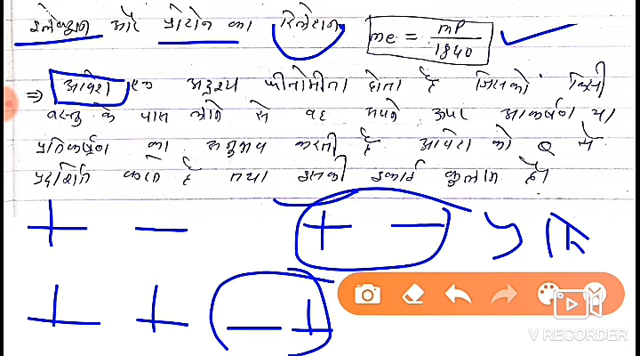 इलेक्ट्रान और प्रोटोन का रिलेशन me = mP/1840
⇒ आवेश एक अदृश्य फीनोमीना होता है जिसको किसी
वस्तु के पास लाने से वह अपने ऊपर आकर्षण या
प्रतिकर्षण का अनुभव करती है आवेश को Q से
प्रदर्शित करते है तथा इसकी इकाई कूलाम है।
+ − + −
+ + − +
V RECORDER